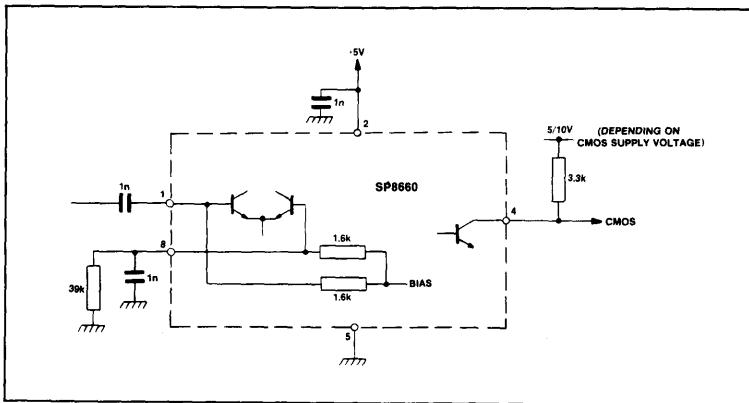 +5V
1n
2
5/10V
(DEPENDING ON
CMOS SUPPLY VOLTAGE)
3.3k
SP8660
1n
1
4
CMOS
8
1.6k
39k
1n
1.6k
BIAS
5